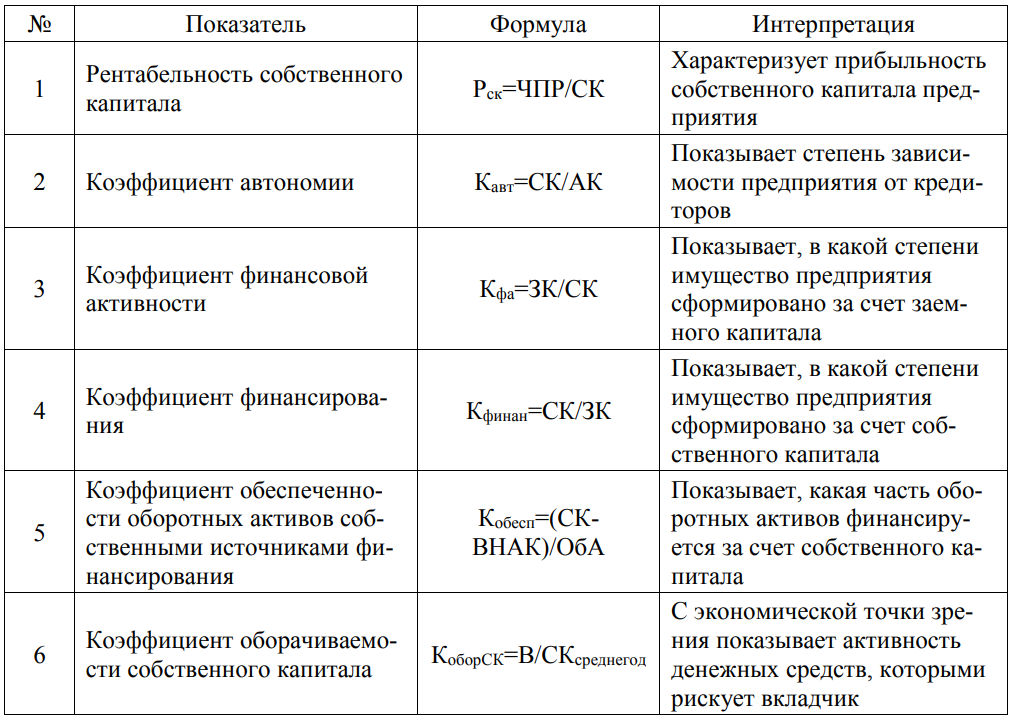 № Показатель Формула Интерпретация
1
Рентабельность собственного
капитала
Рск=ЧПР/СК
Характеризует прибыльность
собственного капитала пред-
приятия
2
Коэффициент автономии
Кавт=СК/АК
Показывает степень зависи-
мости предприятия от креди-
торов
3
Коэффициент финансовой
активности
Кфа=ЗК/СК
Показывает, в какой степени
имущество предприятия
сформировано за счет заем-
ного капитала
4
Коэффициент финансирова-
ния
Кфинан=СК/ЗК
Показывает, в какой степени
имущество предприятия
сформировано за счет соб-
ственного капитала
5
Коэффициент обеспеченно-
сти оборотных активов соб-
ственными источниками фи-
нансирования
Кобесп=(СК-
ВНАК)/ОбА
Показывает, какая часть обо-
ротных активов финансиру-
ется за счет собственного ка-
питала
6
Коэффициент оборачиваемо-
сти собственного капитала
КоборСК=В/СКсреднегод
С экономической точки зре-
ния показывает активность
денежных средств, которыми
рискует вкладчик